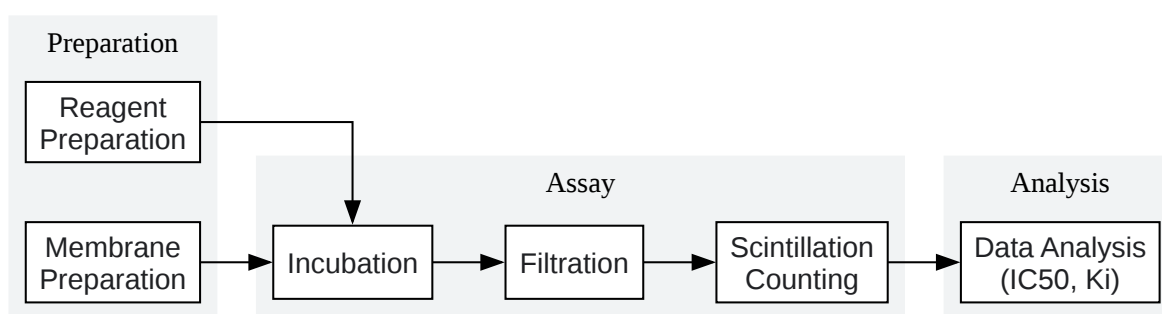 Preparation
Reagent
Preparation
Membrane
Preparation
Assay
Incubation
Filtration
Scintillation
Counting
Analysis
Data Analysis
(IC50, Ki)